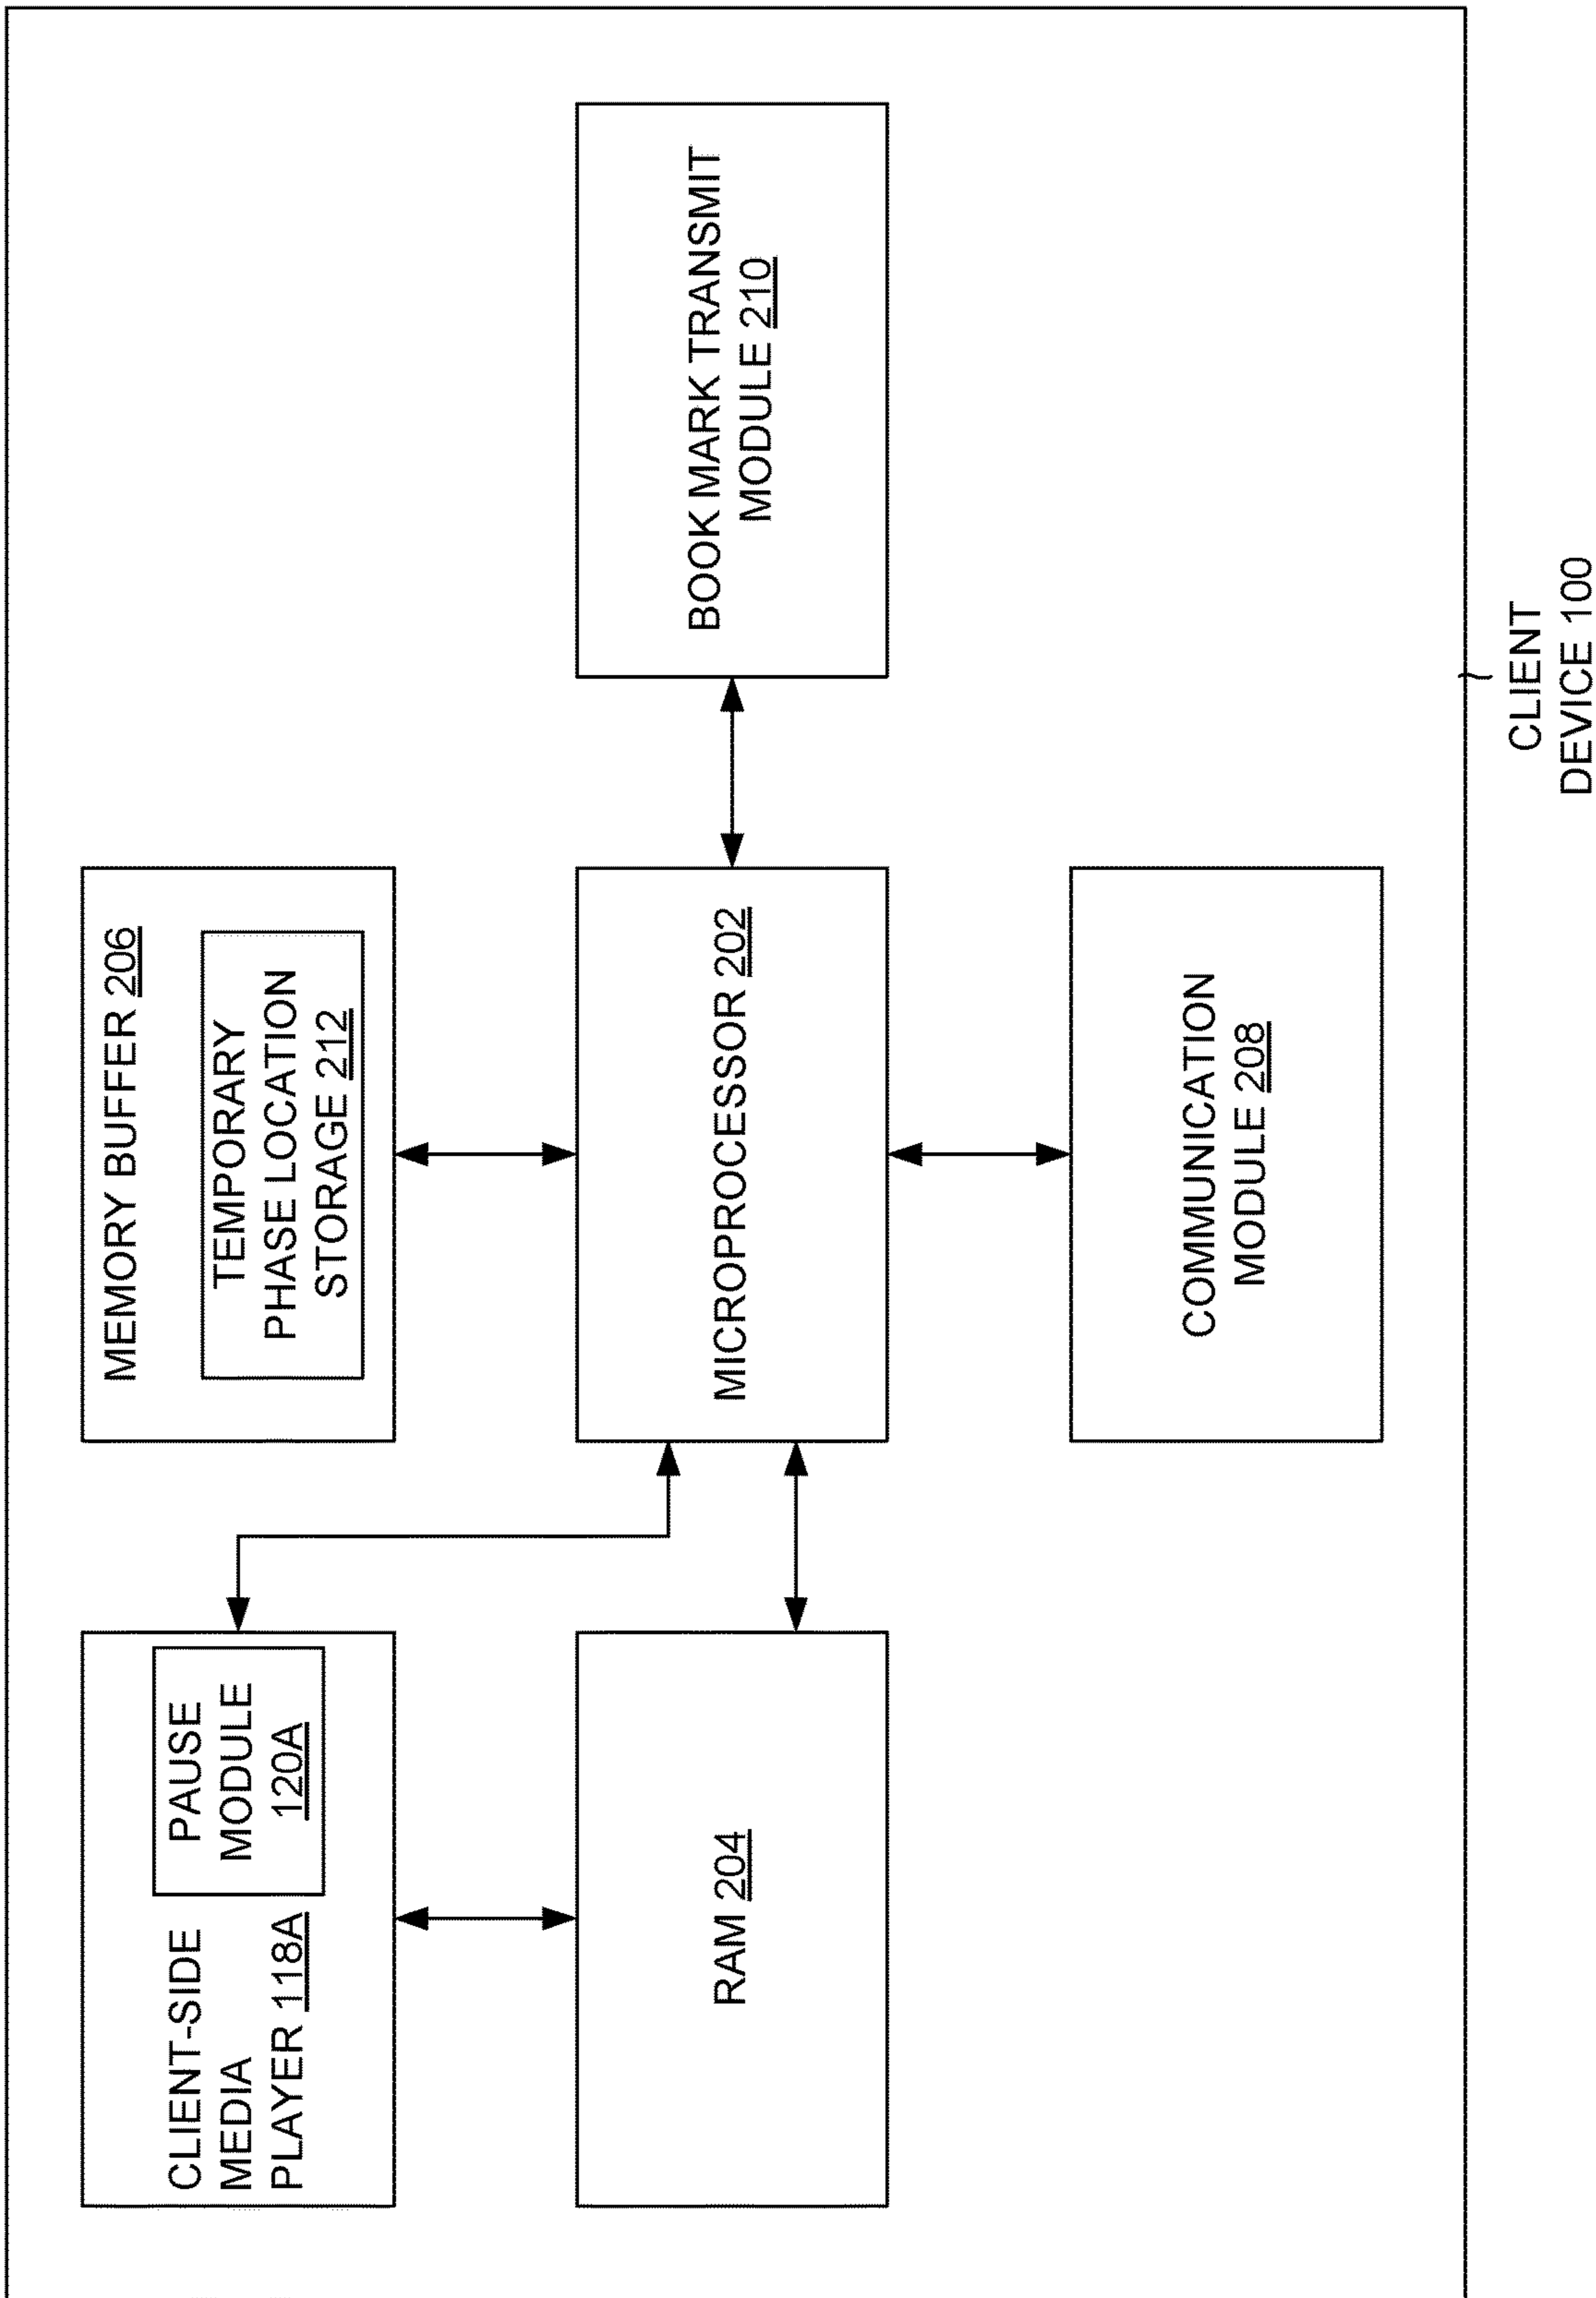 CLIENT-SIDE
MEDIA
PLAYER 118A
PAUSE
MODULE
120A
MEMORY BUFFER 206
TEMPORARY
PHASE LOCATION
STORAGE 212
RAM 204
MICROPROCESSOR 202
BOOK MARK TRANSMIT
MODULE 210
COMMUNICATION
MODULE 208
CLIENT
DEVICE 100